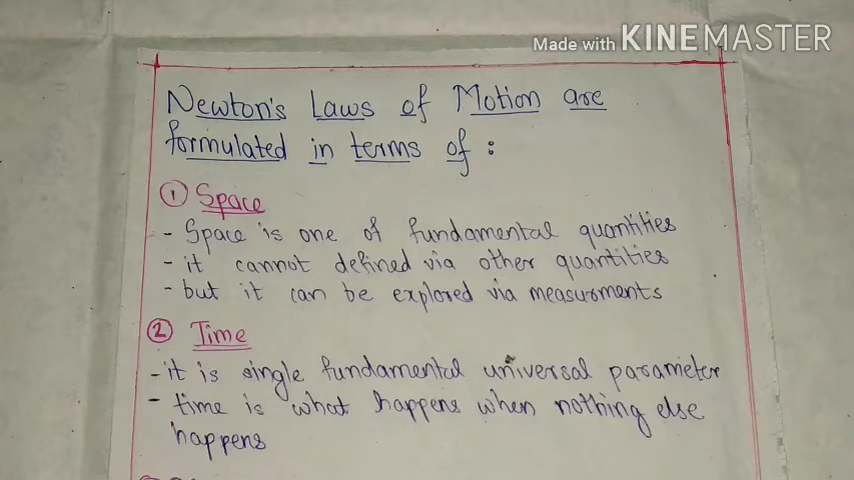 Made with KINEMASTER
Newton's Laws of Motion are
formulated in terms of :
① Space
- Space is one of fundamental quantities
- it cannot defined via other quantities
- but it can be explored via measurments
② Time
- it is single fundamental universal parameter
- time is what happens when nothing else
happens